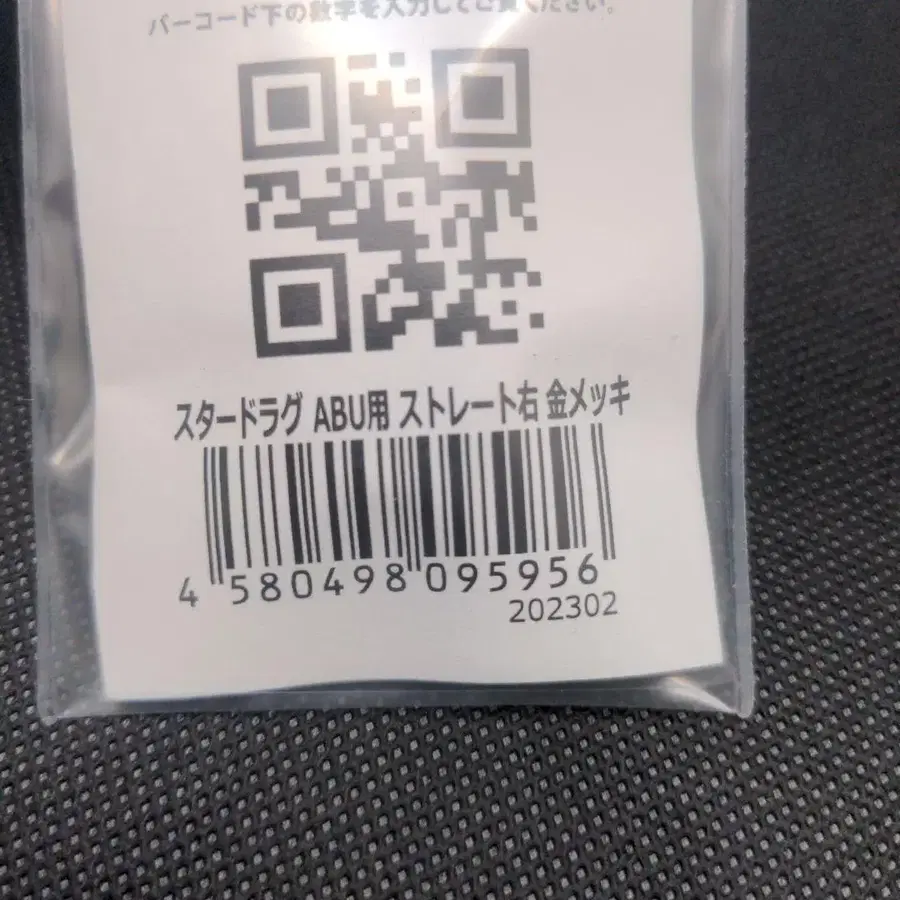 バーコード下の数字を入力してご覧ください。
スタードラグ ABU用 ストレート右 金メッキ
4 580498 095956
202302